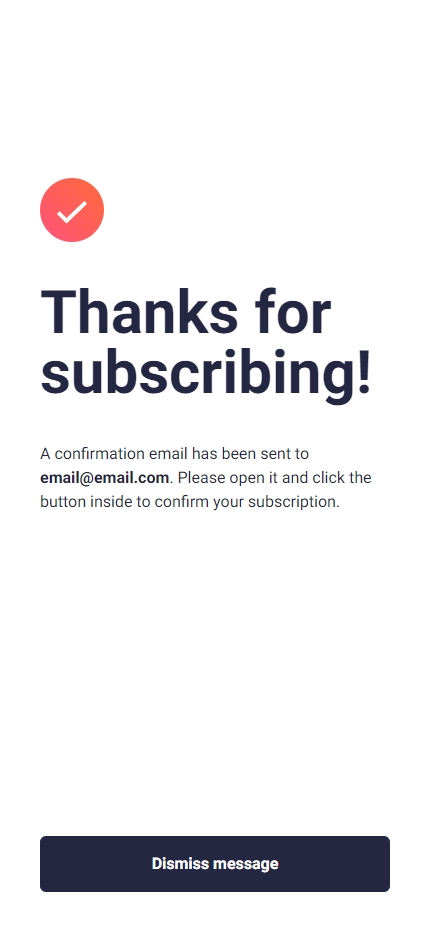 Thanks for
subscribing!
A confirmation email has been sent to
email@email.com. Please open it and click the
button inside to confirm your subscription.
Dismiss message